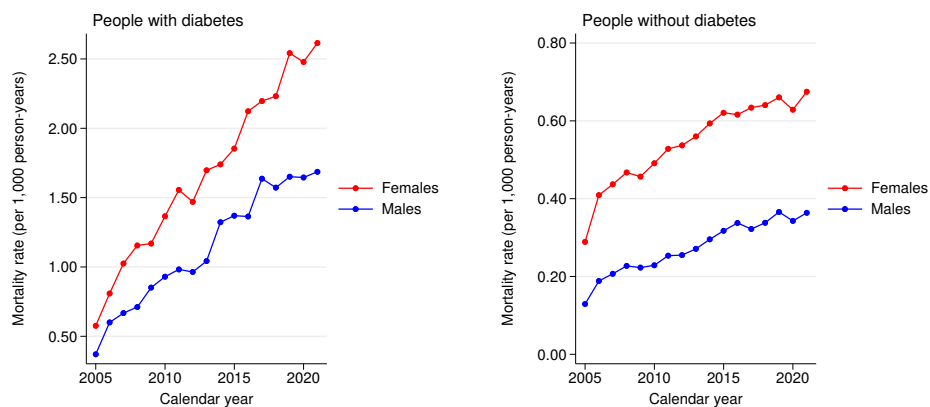 People with diabetes
Mortality rate (per 1,000 person-years)
2.50
2.00
1.50
1.00
0.50
2005 2010 2015 2020
Calendar year
Females
Males
People without diabetes
Mortality rate (per 1,000 person-years)
0.80
0.60
0.40
0.20
0.00
2005 2010 2015 2020
Calendar year
Females
Males